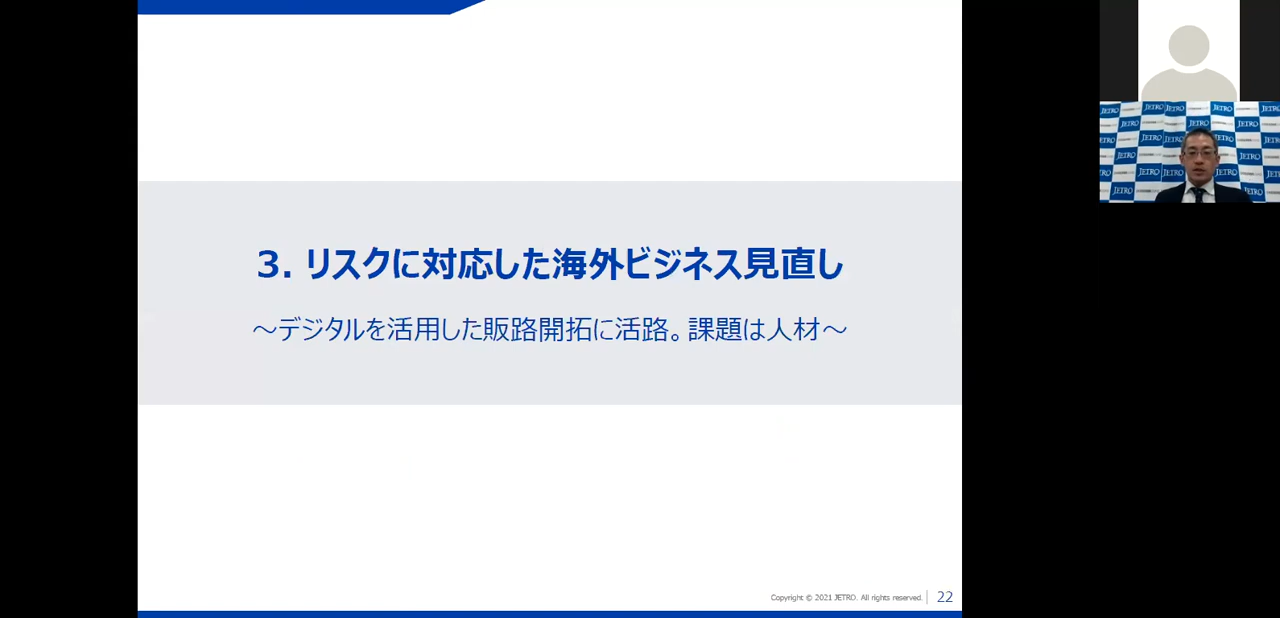 3. リスクに対応した海外ビジネス見直し
～デジタルを活用した販路開拓に活路。課題は人材～
Copyright © 2021 JETRO. All rights reserved.
22
JETRO